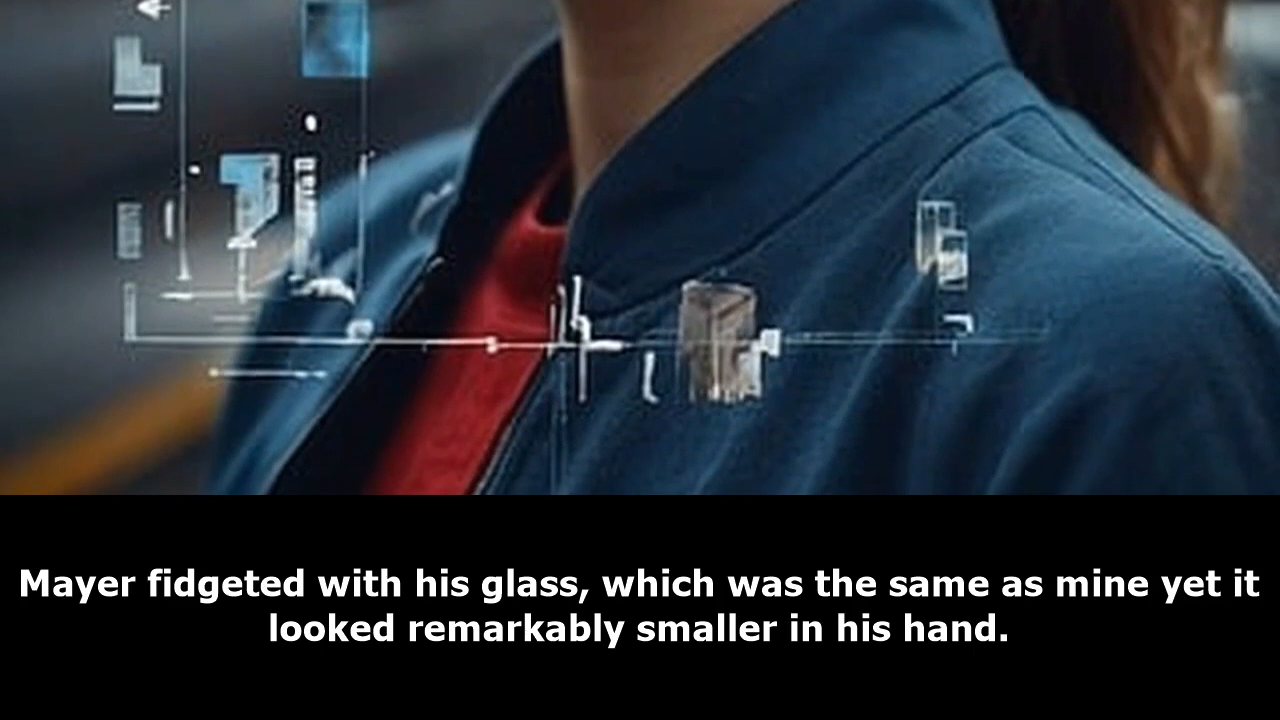 Mayer fidgeted with his glass, which was the same as mine yet it
looked remarkably smaller in his hand.